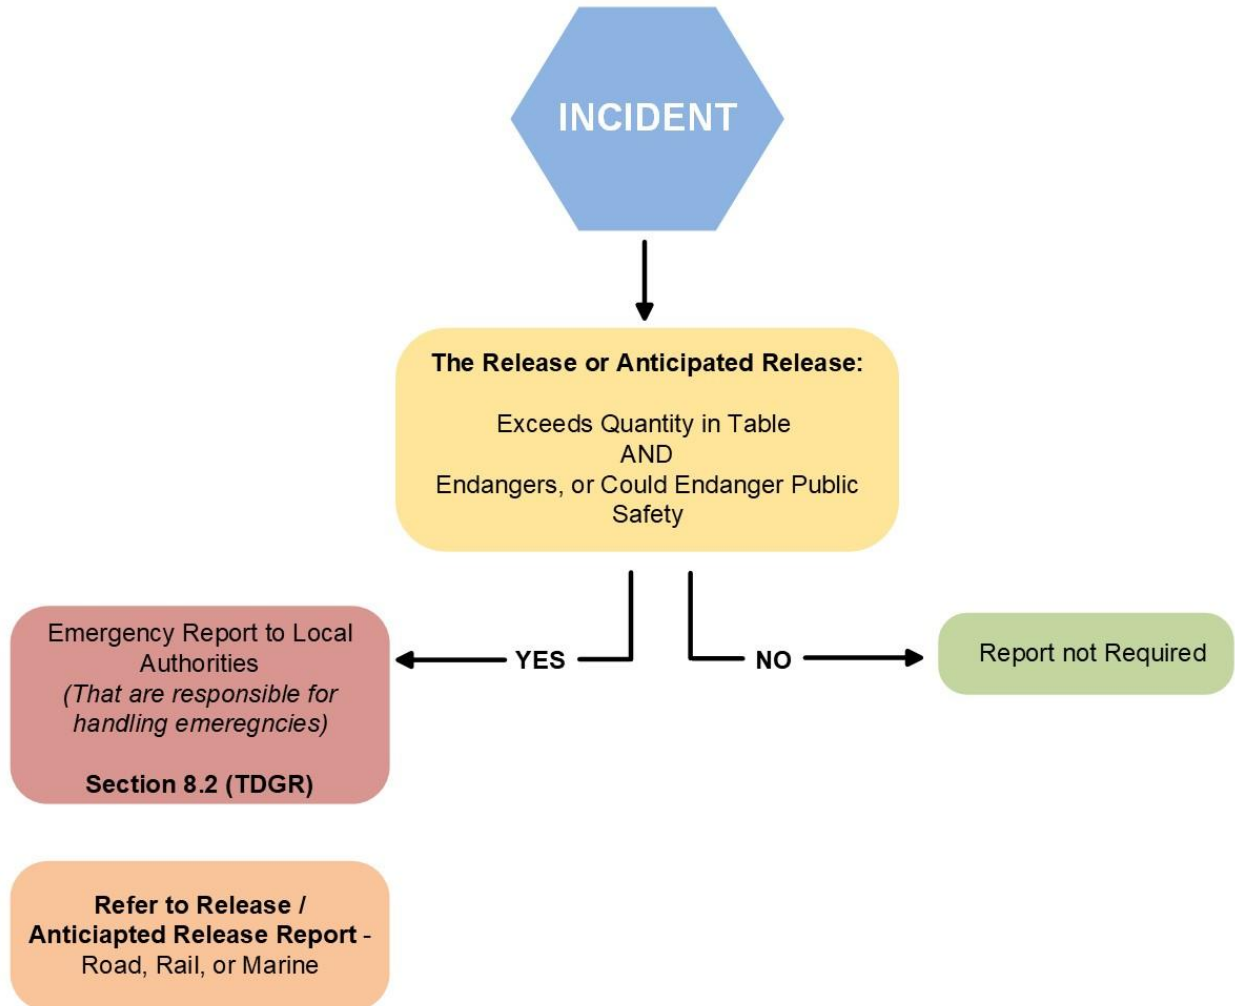 INCIDENT
The Release or Anticipated Release:
Exceeds Quantity in Table
AND
Endangers, or Could Endanger Public
Safety
Emergency Report to Local
Authorities
(That are responsible for
handling emeregncies)
Section 8.2 (TDGR)
YES
NO
Report not Required
Refer to Release /
Anticiapted Release Report -
Road, Rail, or Marine